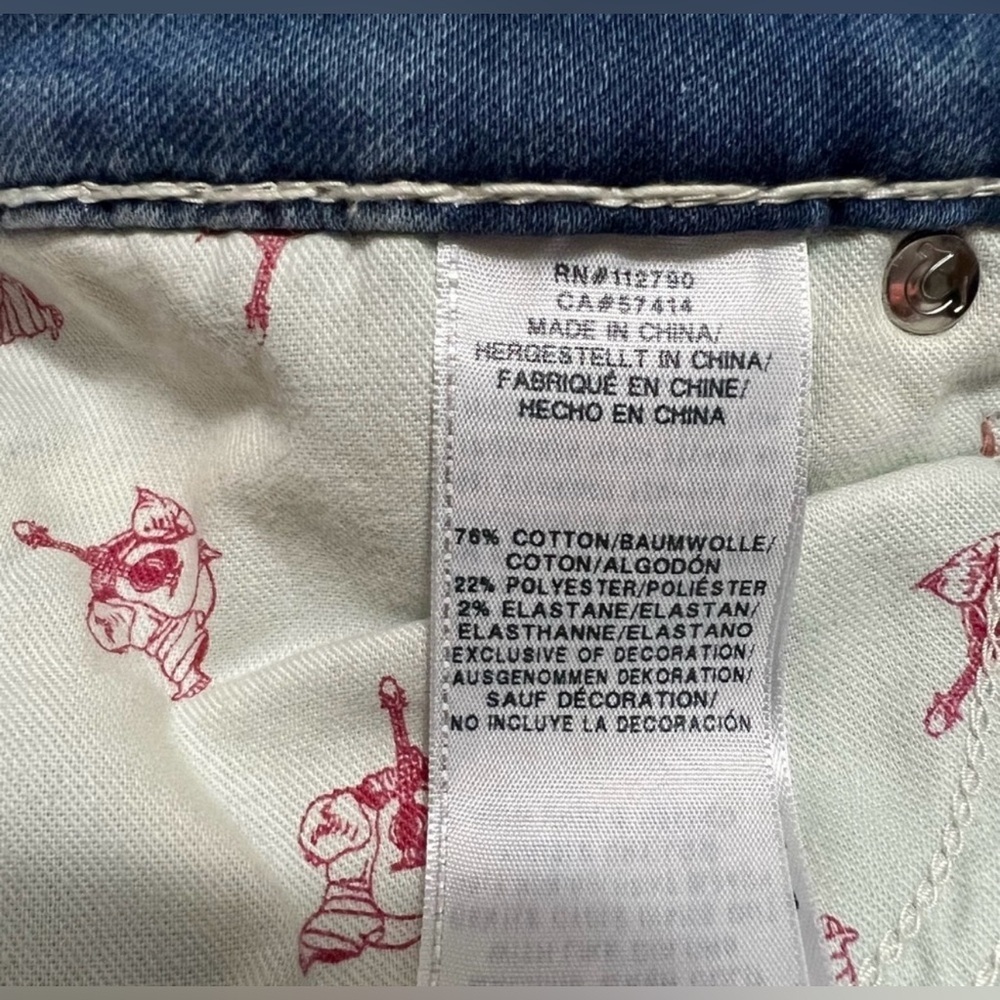 RN#112790
CA#57414
MADE IN CHINA/
HERGESTELLT IN CHINA/
FABRIQUÉ EN CHINE/
HECHO EN CHINA
76% COTTON/BAUMWOLLE/
COTON/ALGODÓN
22% POLYESTER/POLIÉSTER
2% ELASTANE/ELASTAN/
ELASTHANNE/ELASTANO
EXCLUSIVE OF DECORATION/
AUSGENOMMEN DEKORATION/
SAUF DÉCORATION/
NO INCLUYE LA DECORACIÓN